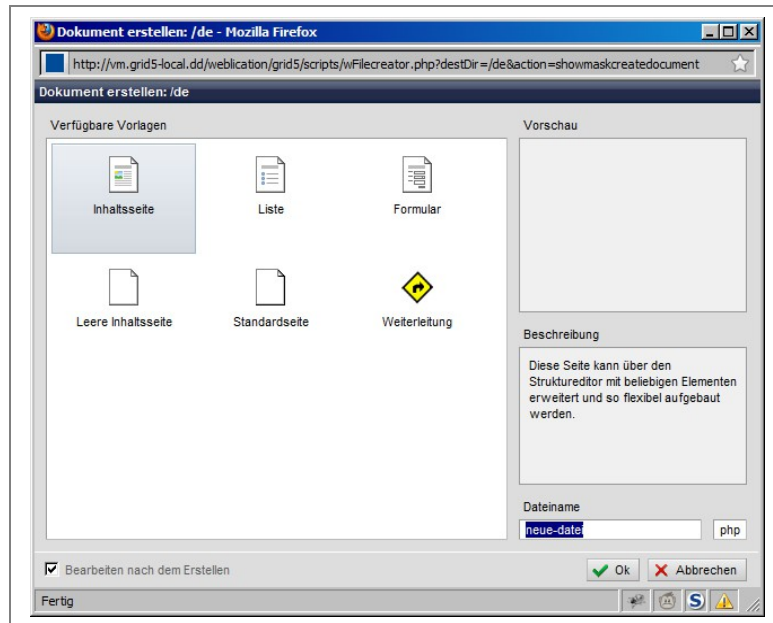 Dokument erstellen: /de - Mozilla Firefox
http://vm.grid5-local.dd/weblication/grid5/scripts/wFilecreator.php?destDir=/de&action=showmaskcreatedocument
Dokument erstellen: /de
Verfügbare Vorlagen
Inhaltsseite
Liste
Formular
Leere Inhaltsseite
Standardseite
Weiterleitung
Vorschau
Beschreibung
Diese Seite kann über den
Struktureditor mit beliebigen Elementen
erweitert und so flexibel aufgebaut
werden.
Dateiname
neue-datei
php
Bearbeiten nach dem Erstellen
Ok
Abbrechen
Fertig
S